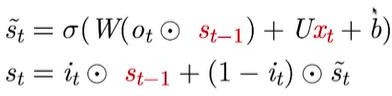 s̃_t = σ(W(o_t ⊙ s_{t−1}) + Ux_t + b)
s_t = i_t ⊙ s_{t−1} + (1 − i_t) ⊙ s̃_t